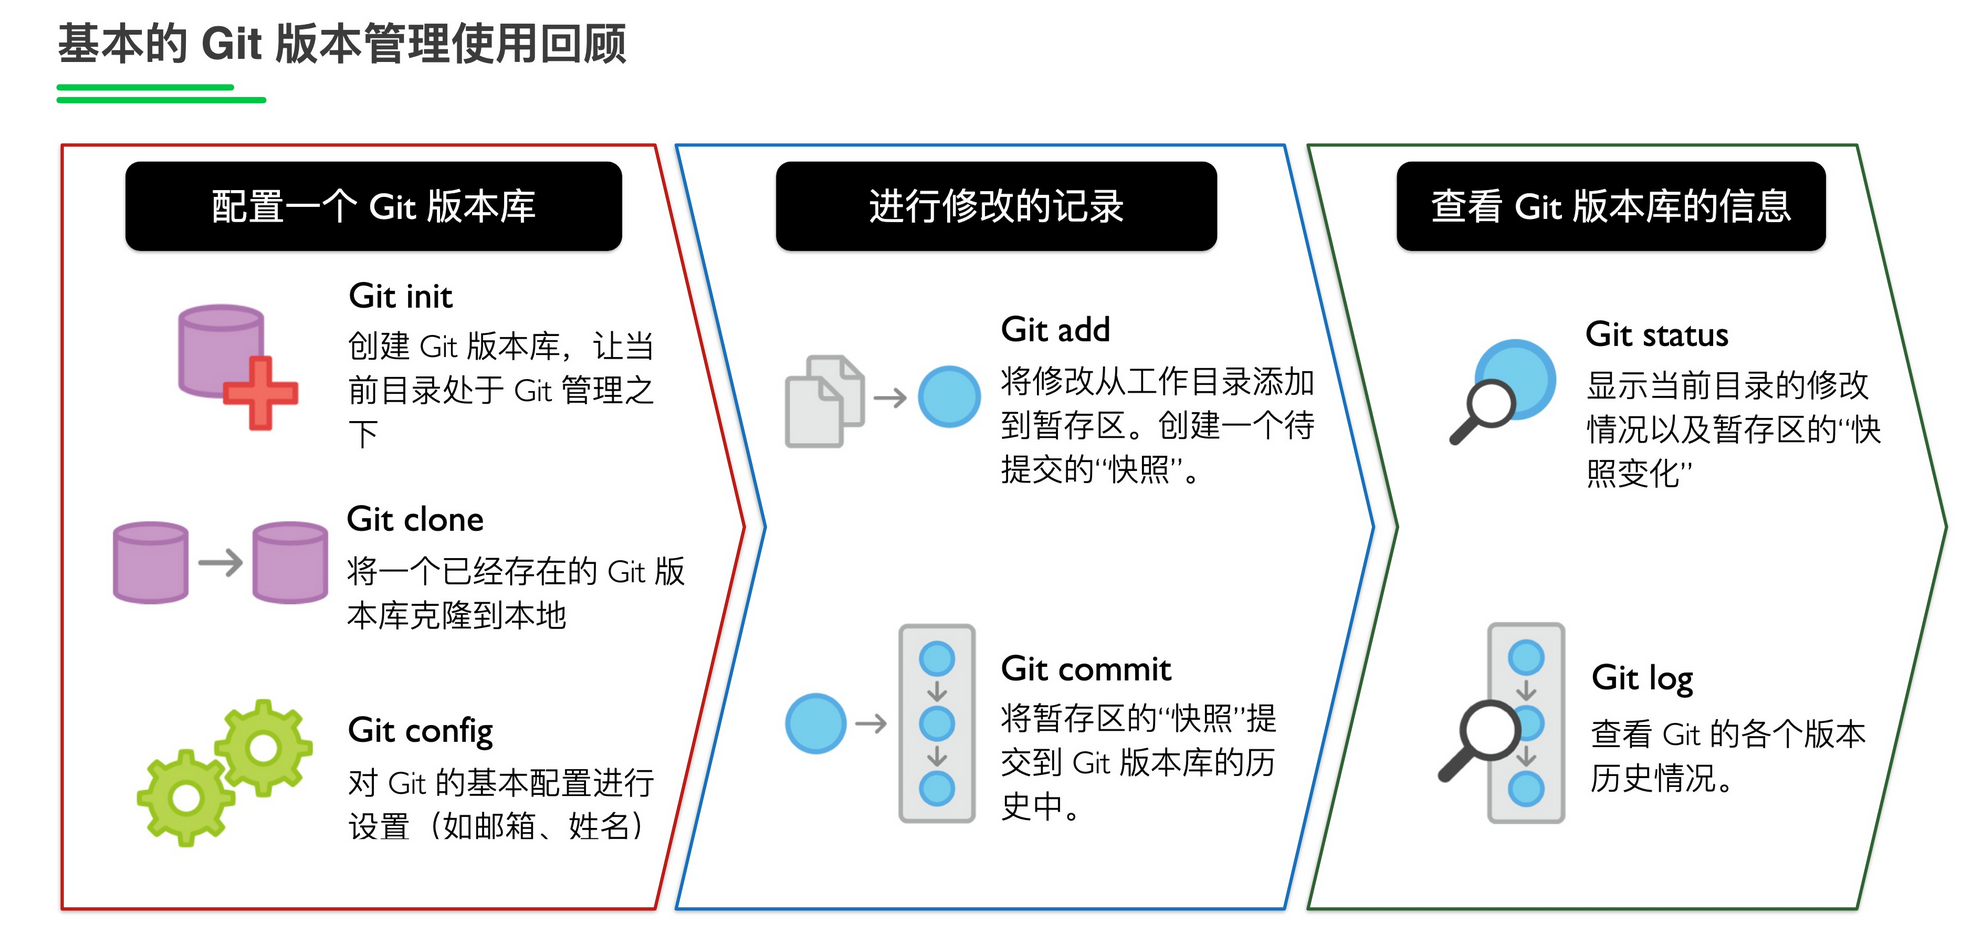 基本的 Git 版本管理使用回顾
配置一个 Git 版本库
Git init
创建 Git 版本库，让当
前目录处于 Git 管理之
下
Git clone
将一个已经存在的 Git 版
本库克隆到本地
Git config
对 Git 的基本配置进行
设置（如邮箱、姓名）
进行修改的记录
Git add
将修改从工作目录添加
到暂存区。创建一个待
提交的“快照”。
Git commit
将暂存区的“快照”提
交到 Git 版本库的历
史中。
查看 Git 版本库的信息
Git status
显示当前目录的修改
情况以及暂存区的“快
照变化”
Git log
查看 Git 的各个版本
历史情况。